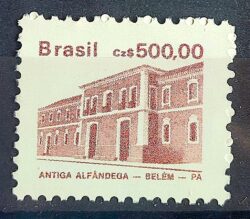 Brasil Cz$500,00
ANTIGA ALFÂNDEGA — BELÉM — PA